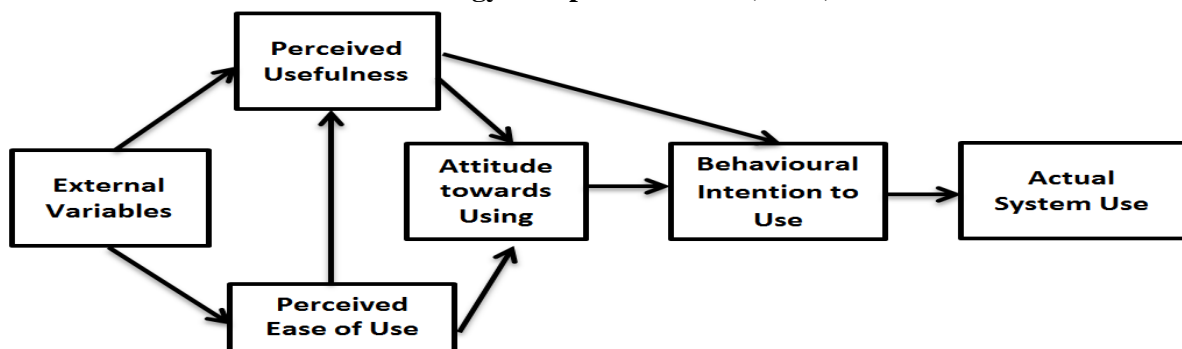 Perceived
Usefulness
External
Variables
Attitude
towards
Using
Behavioural
Intention to
Use
Actual
System Use
Perceived
Ease of Use